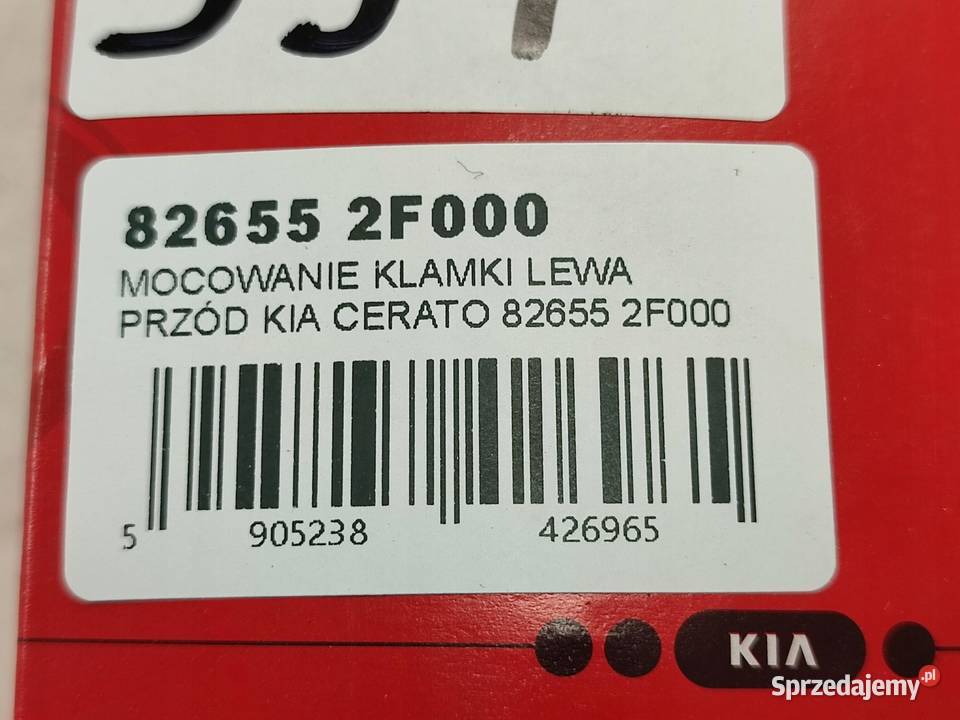 82655 2F000
MOCOWANIE KLAMKI LEWA
PRZÓD KIA CERATO 82655 2F000
5 905238 426965
KIA
Sprzedajemy.pl